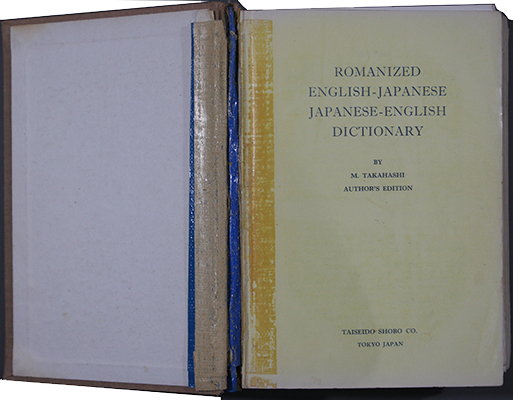 ROMANIZED
ENGLISH-JAPANESE
JAPANESE-ENGLISH
DICTIONARY
BY
M. TAKAHASHI
AUTHOR'S EDITION
TAISEIDO SHOBO CO.
TOKYO JAPAN